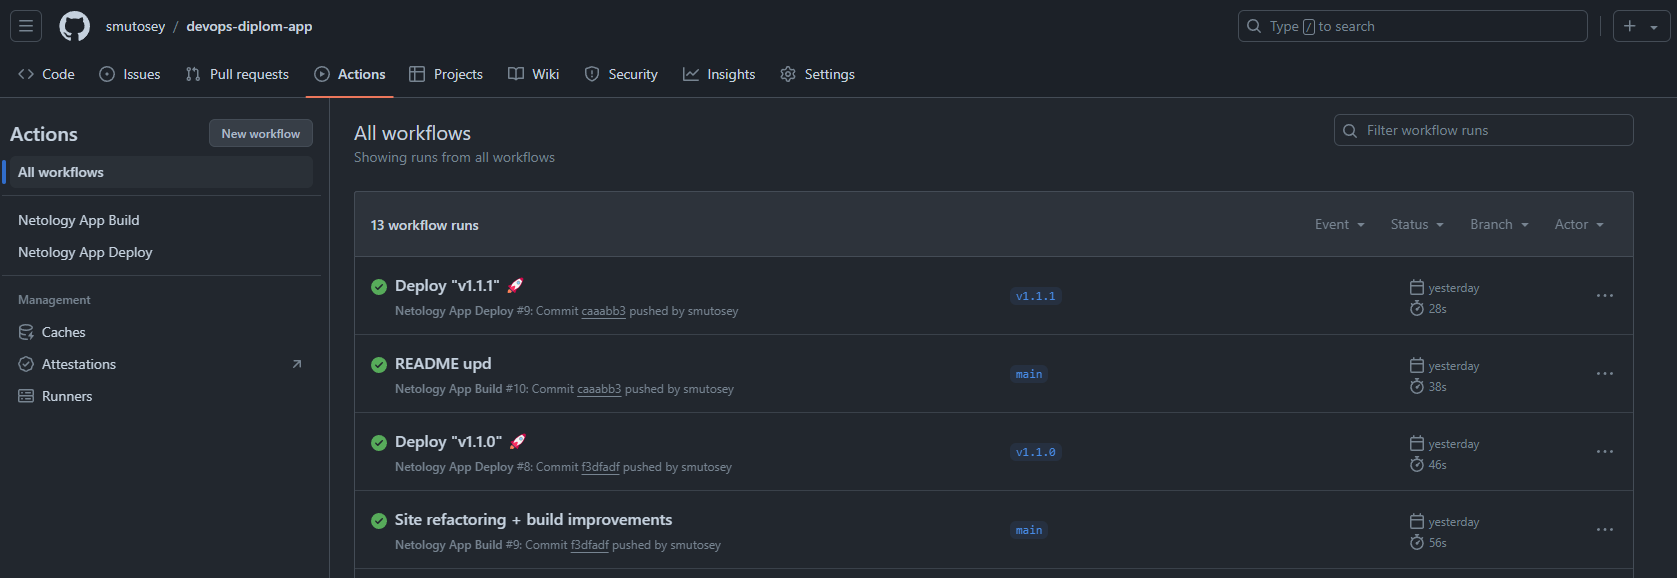 smutosey / devops-diplom-app
Type / to search
Code Issues Pull requests Actions Projects Wiki Security Insights Settings
Actions
New workflow
All workflows
Netology App Build
Netology App Deploy
Management
Caches
Attestations
Runners
All workflows
Showing runs from all workflows
Filter workflow runs
13 workflow runs
Event Status Branch Actor
Deploy "v1.1.1" 🚀
Netology App Deploy #9: Commit caaabb3 pushed by smutosey
v1.1.1
yesterday
28s
README upd
Netology App Build #10: Commit caaabb3 pushed by smutosey
main
yesterday
38s
Deploy "v1.1.0" 🚀
Netology App Deploy #8: Commit f3dfadf pushed by smutosey
v1.1.0
yesterday
46s
Site refactoring + build improvements
Netology App Build #9: Commit f3dfadf pushed by smutosey
main
yesterday
56s